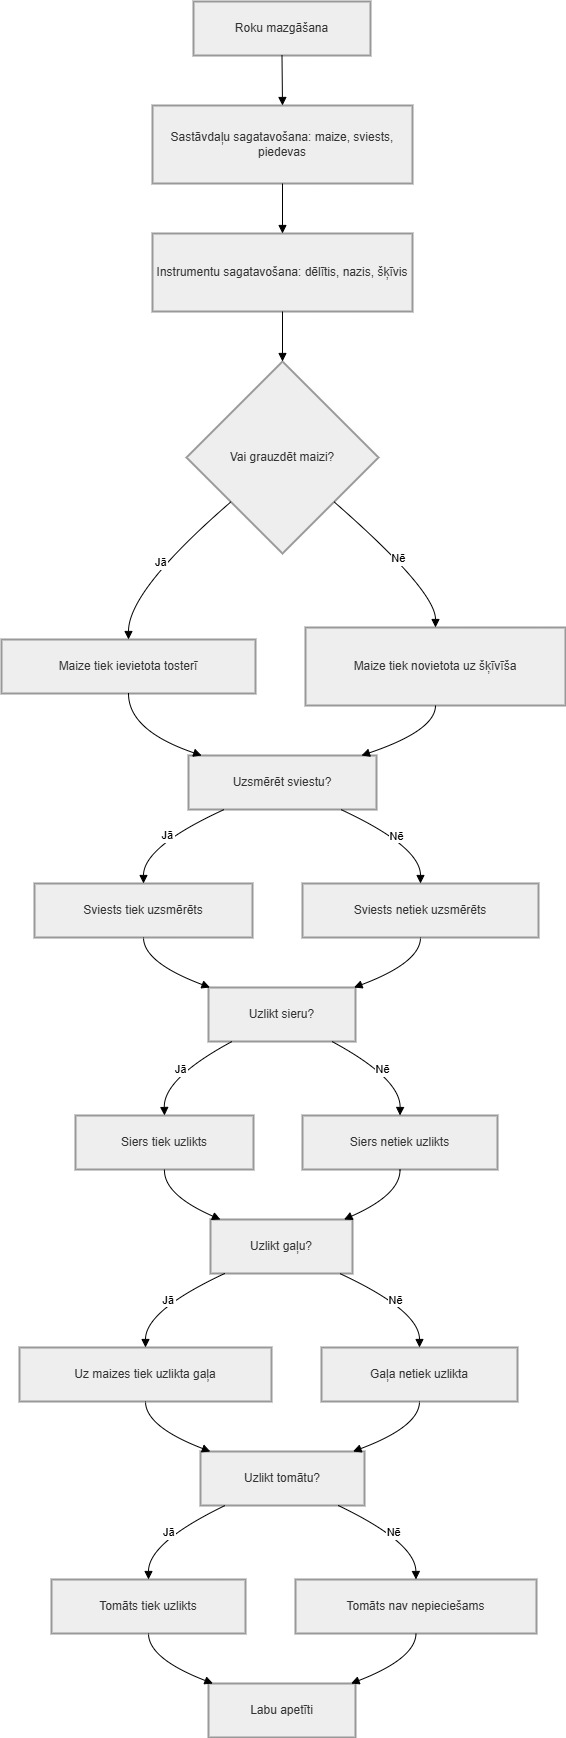 Roku mazgāšana
Sastāvdaļu sagatavošana: maize, sviests,
piedevas
Instrumentu sagatavošana: dēlītis, nazis, šķīvis
Vai grauzdēt maizi?
Jā
Nē
Maize tiek ievietota tosterī
Maize tiek novietota uz šķīvīša
Uzsmērēt sviestu?
Jā
Nē
Sviests tiek uzsmērēts
Sviests netiek uzsmērēts
Uzlikt sieru?
Jā
Nē
Siers tiek uzlikts
Siers netiek uzlikts
Uzlikt gaļu?
Jā
Nē
Uz maizes tiek uzlikta gaļa
Gaļa netiek uzlikta
Uzlikt tomātu?
Jā
Nē
Tomāts tiek uzlikts
Tomāts nav nepieciešams
Labu apetīti